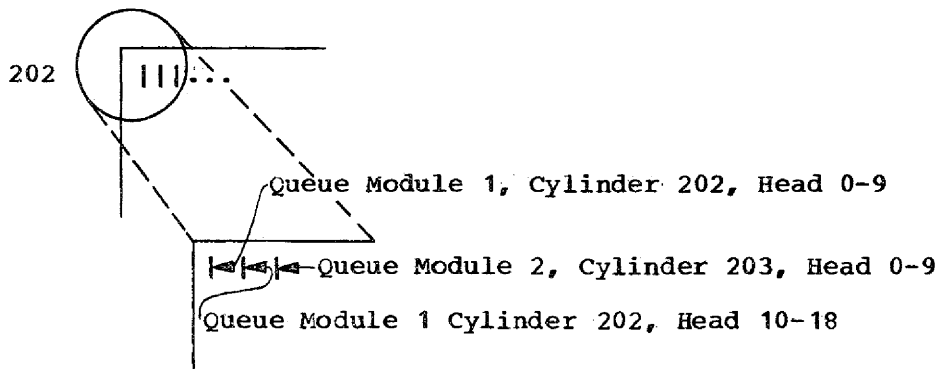 202 |||...
Queue Module 1, Cylinder 202, Head 0-9
Queue Module 2, Cylinder 203, Head 0-9
Queue Module 1 Cylinder 202, Head 10-18